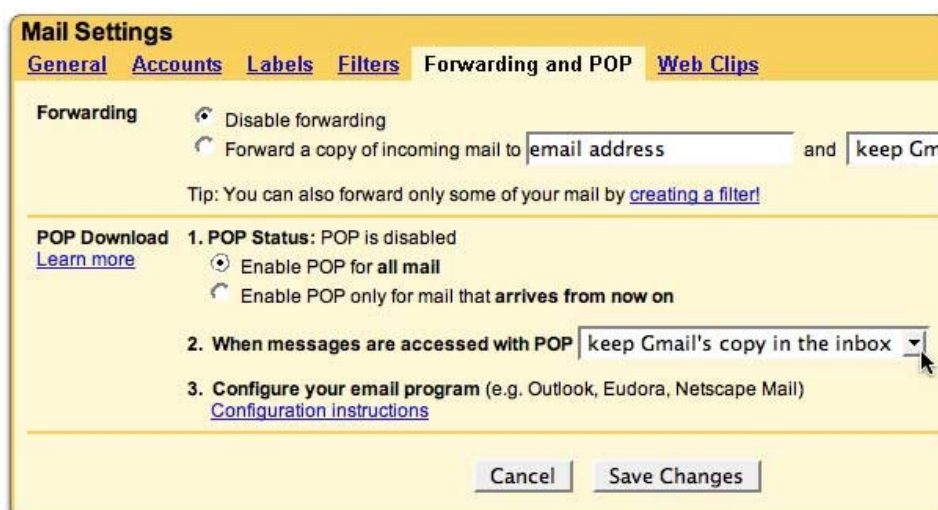 Mail Settings
General Accounts Labels Filters Forwarding and POP Web Clips
Forwarding Disable forwarding
Forward a copy of incoming mail to email address and keep Gm
Tip: You can also forward only some of your mail by creating a filter!
POP Download 1. POP Status: POP is disabled
Learn more Enable POP for all mail
Enable POP only for mail that arrives from now on
2. When messages are accessed with POP keep Gmail's copy in the inbox
3. Configure your email program (e.g. Outlook, Eudora, Netscape Mail)
Configuration instructions
Cancel Save Changes